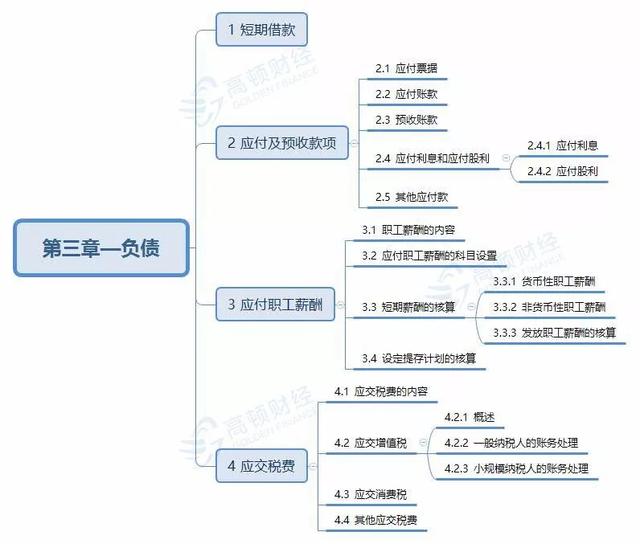 第三章—负债
1 短期借款
2 应付及预收款项
2.1 应付票据
2.2 应付账款
2.3 预收账款
2.4 应付利息和应付股利
2.4.1 应付利息
2.4.2 应付股利
2.5 其他应付款
3 应付职工薪酬
3.1 职工薪酬的内容
3.2 应付职工薪酬的科目设置
3.3 短期薪酬的核算
3.3.1 货币性职工薪酬
3.3.2 非货币性职工薪酬
3.3.3 发放职工薪酬的核算
3.4 设定提存计划的核算
4 应交税费
4.1 应交税费的内容
4.2 应交增值税
4.2.1 概述
4.2.2 一般纳税人的账务处理
4.2.3 小规模纳税人的账务处理
4.3 应交消费税
4.4 其他应交税费
高顿财经
GOLDEN FINANCE
高顿财经
GOLDEN FINANCE
高顿财经
GOLDEN FINANCE